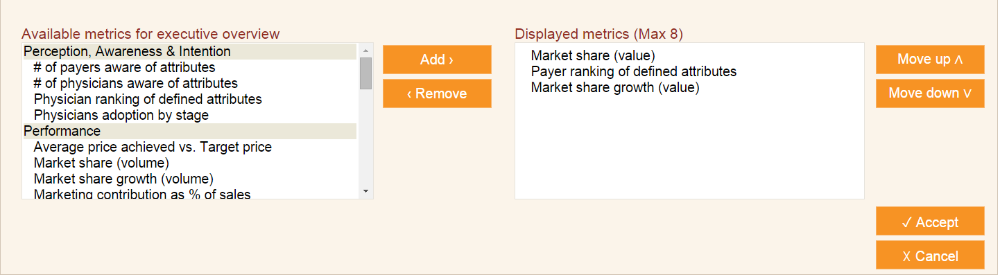 Available metrics for executive overview
Perception, Awareness & Intention
# of payers aware of attributes
# of physicians aware of attributes
Physician ranking of defined attributes
Physicians adoption by stage
Performance
Average price achieved vs. Target price
Market share (volume)
Market share growth (volume)
Marketing contribution as % of sales
Add ›
‹ Remove
Displayed metrics (Max 8)
Market share (value)
Payer ranking of defined attributes
Market share growth (value)
Move up ᐱ
Move down ᐯ
✓ Accept
X Cancel